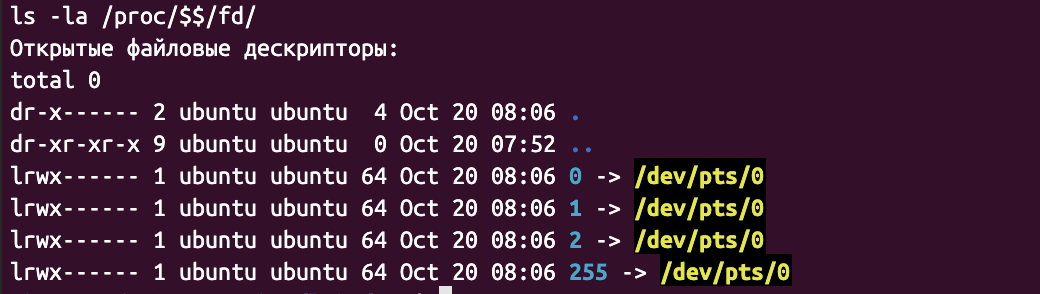 ls -la /proc/$$/fd/
Открытые файловые дескрипторы:
total 0
dr-x------ 2 ubuntu ubuntu  4 Oct 20 08:06 .
dr-xr-xr-x 9 ubuntu ubuntu  0 Oct 20 07:52 ..
lrwx------ 1 ubuntu ubuntu 64 Oct 20 08:06 0 -> /dev/pts/0
lrwx------ 1 ubuntu ubuntu 64 Oct 20 08:06 1 -> /dev/pts/0
lrwx------ 1 ubuntu ubuntu 64 Oct 20 08:06 2 -> /dev/pts/0
lrwx------ 1 ubuntu ubuntu 64 Oct 20 08:06 255 -> /dev/pts/0